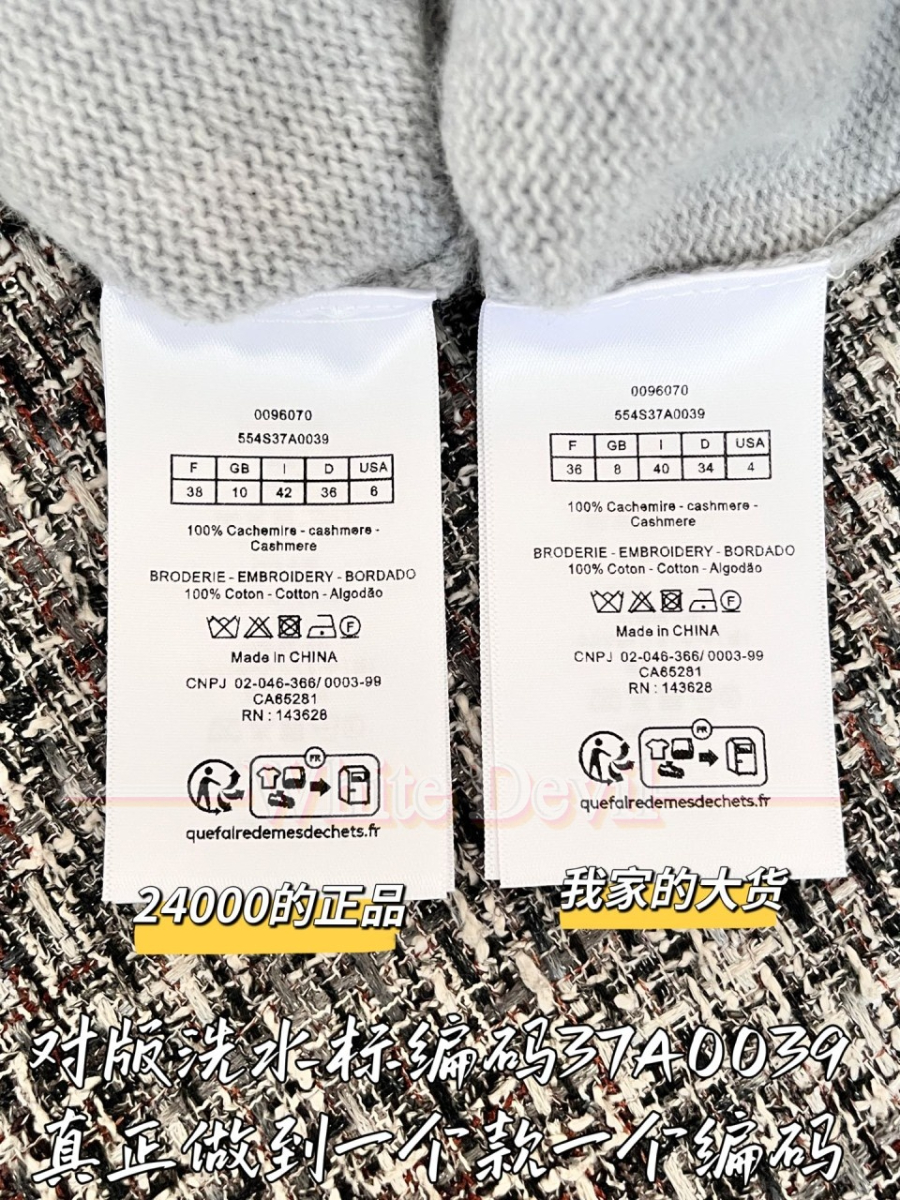 0096070
554S37A0039
F GB I D USA
38 10 42 36 6
100% Cachemire - cashmere -
Cashmere
BRODERIE - EMBROIDERY - BORDADO
100% Coton - Cotton - Algodão
F
Made in CHINA
CNPJ 02-046-366/ 0003-99
CA65281
RN : 143628
FR
quefairedemesdechets.fr
0096070
554S37A0039
F GB I D USA
36 8 40 34 4
100% Cachemire - cashmere -
Cashmere
BRODERIE - EMBROIDERY - BORDADO
100% Coton - Cotton - Algodão
F
Made in CHINA
CNPJ 02-046-366/ 0003-99
CA65281
RN : 143628
FR
quefairedemesdechets.fr
White Devil
24000的正品
我家的大货
对版洗水标编码37A0039
真正做到一个款一个编码